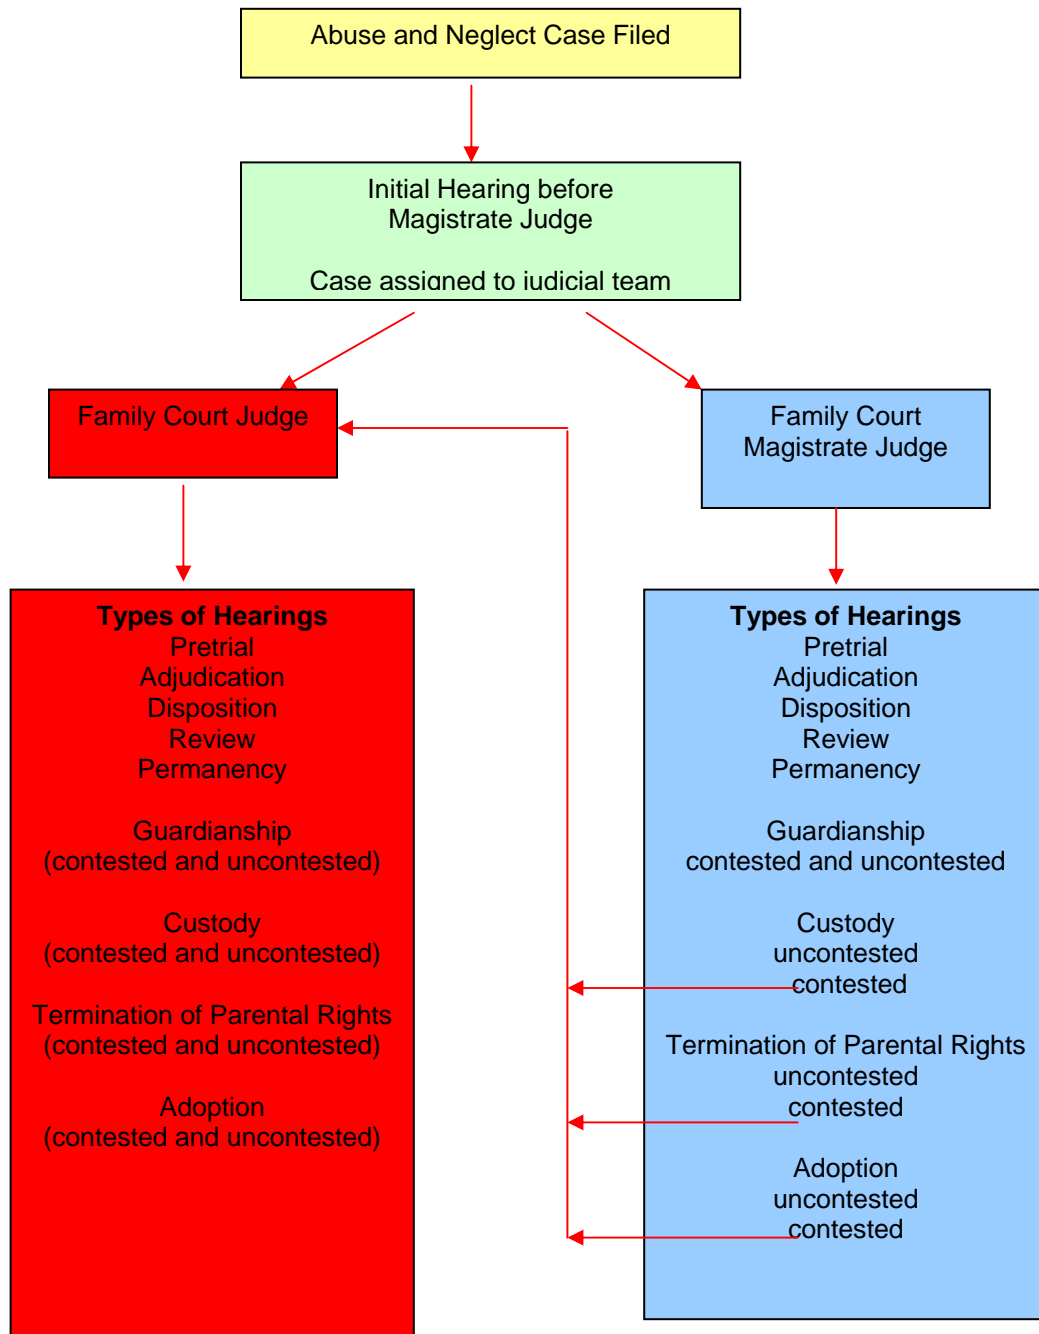 Abuse and Neglect Case Filed
Initial Hearing before
Magistrate Judge
Case assigned to judicial team
Family Court Judge
Family Court
Magistrate Judge
Types of Hearings
Pretrial
Adjudication
Disposition
Review
Permanency
Guardianship
(contested and uncontested)
Custody
(contested and uncontested)
Termination of Parental Rights
(contested and uncontested)
Adoption
(contested and uncontested)
Types of Hearings
Pretrial
Adjudication
Disposition
Review
Permanency
Guardianship
contested and uncontested
Custody
uncontested
contested
Termination of Parental Rights
uncontested
contested
Adoption
uncontested
contested